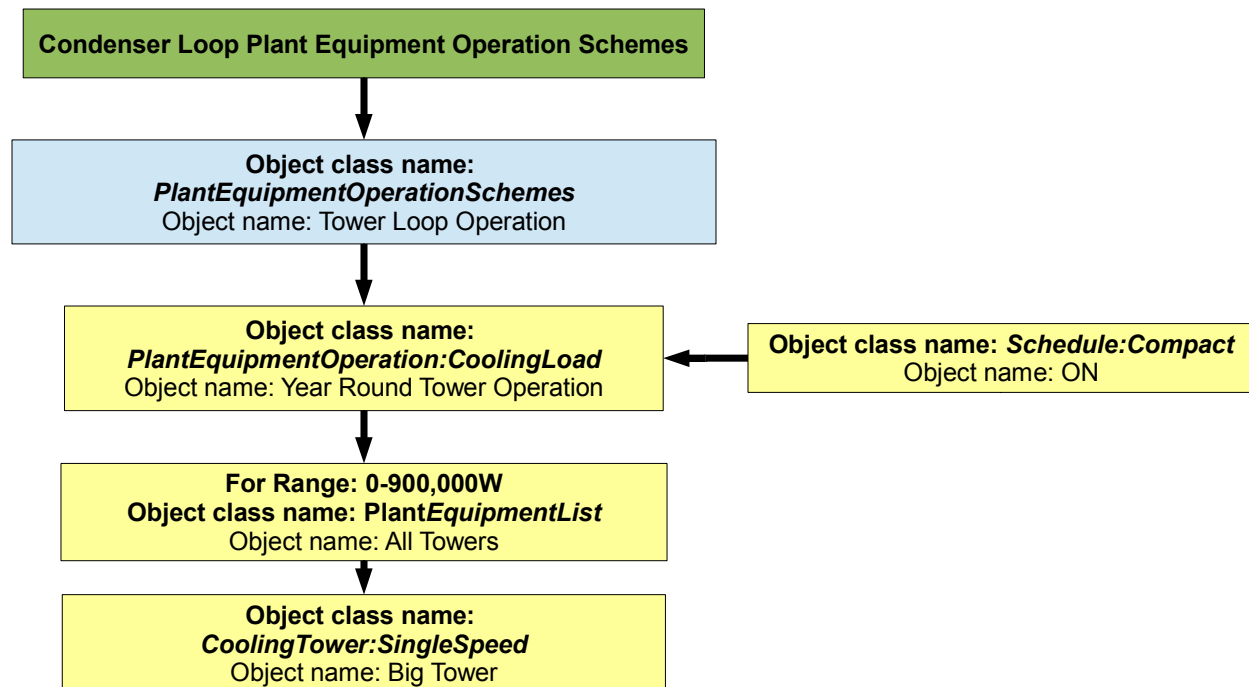 Condenser Loop Plant Equipment Operation Schemes
Object class name:
PlantEquipmentOperationSchemes
Object name: Tower Loop Operation
Object class name:
PlantEquipmentOperation:CoolingLoad
Object name: Year Round Tower Operation
Object class name: Schedule:Compact
Object name: ON
For Range: 0-900,000W
Object class name: PlantEquipmentList
Object name: All Towers
Object class name:
CoolingTower:SingleSpeed
Object name: Big Tower